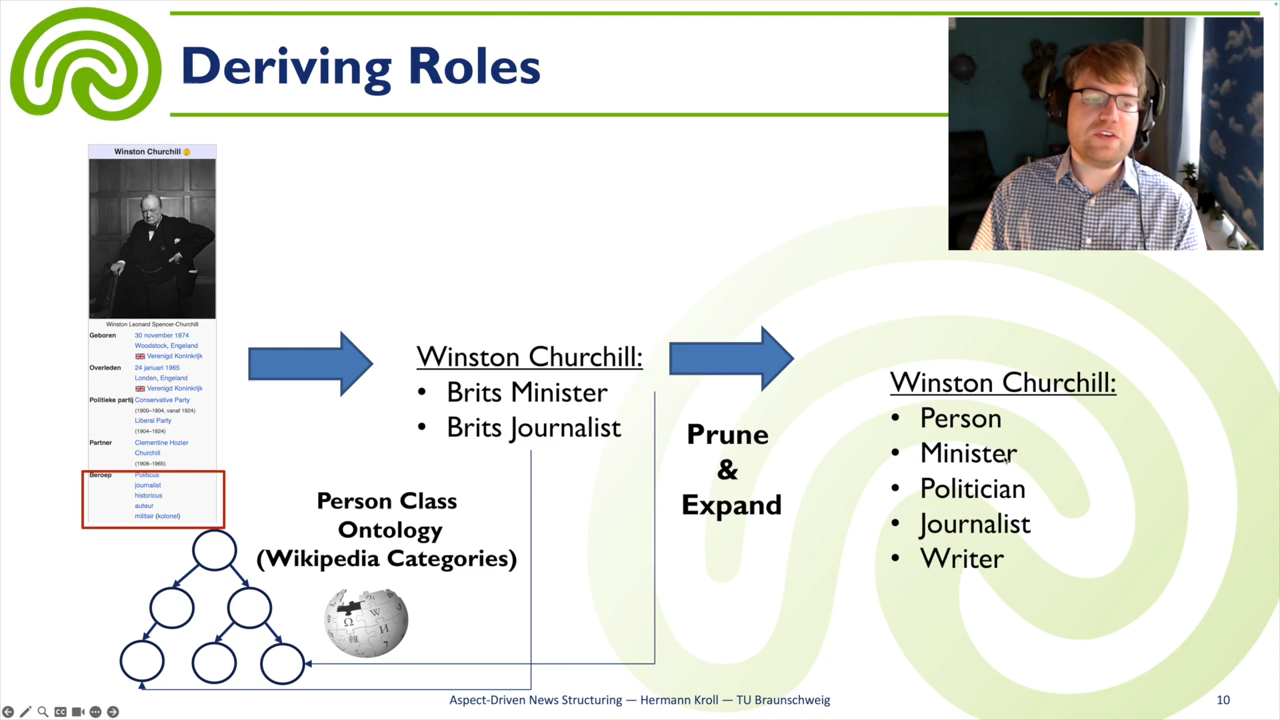 Deriving Roles
Winston Churchill
Winston Leonard Spencer-Churchill
Geboren 30 november 1874
Woodstock, Engeland
Verenigd Koninkrijk
Overleden 24 januari 1965
Londen, Engeland
Verenigd Koninkrijk
Politieke partij Conservative Party
(1900–1904, vanaf 1924)
Liberal Party
(1904–1924)
Partner Clementine Hozier
Churchill
(1908–1965)
Beroep Politicus
journalist
historicus
auteur
militair (kolonel)
Winston Churchill:
• Brits Minister
• Brits Journalist
Person Class
Ontology
(Wikipedia Categories)
Prune
&
Expand
Winston Churchill:
• Person
• Minister
• Politician
• Journalist
• Writer
Aspect-Driven News Structuring — Hermann Kroll — TU Braunschweig
10